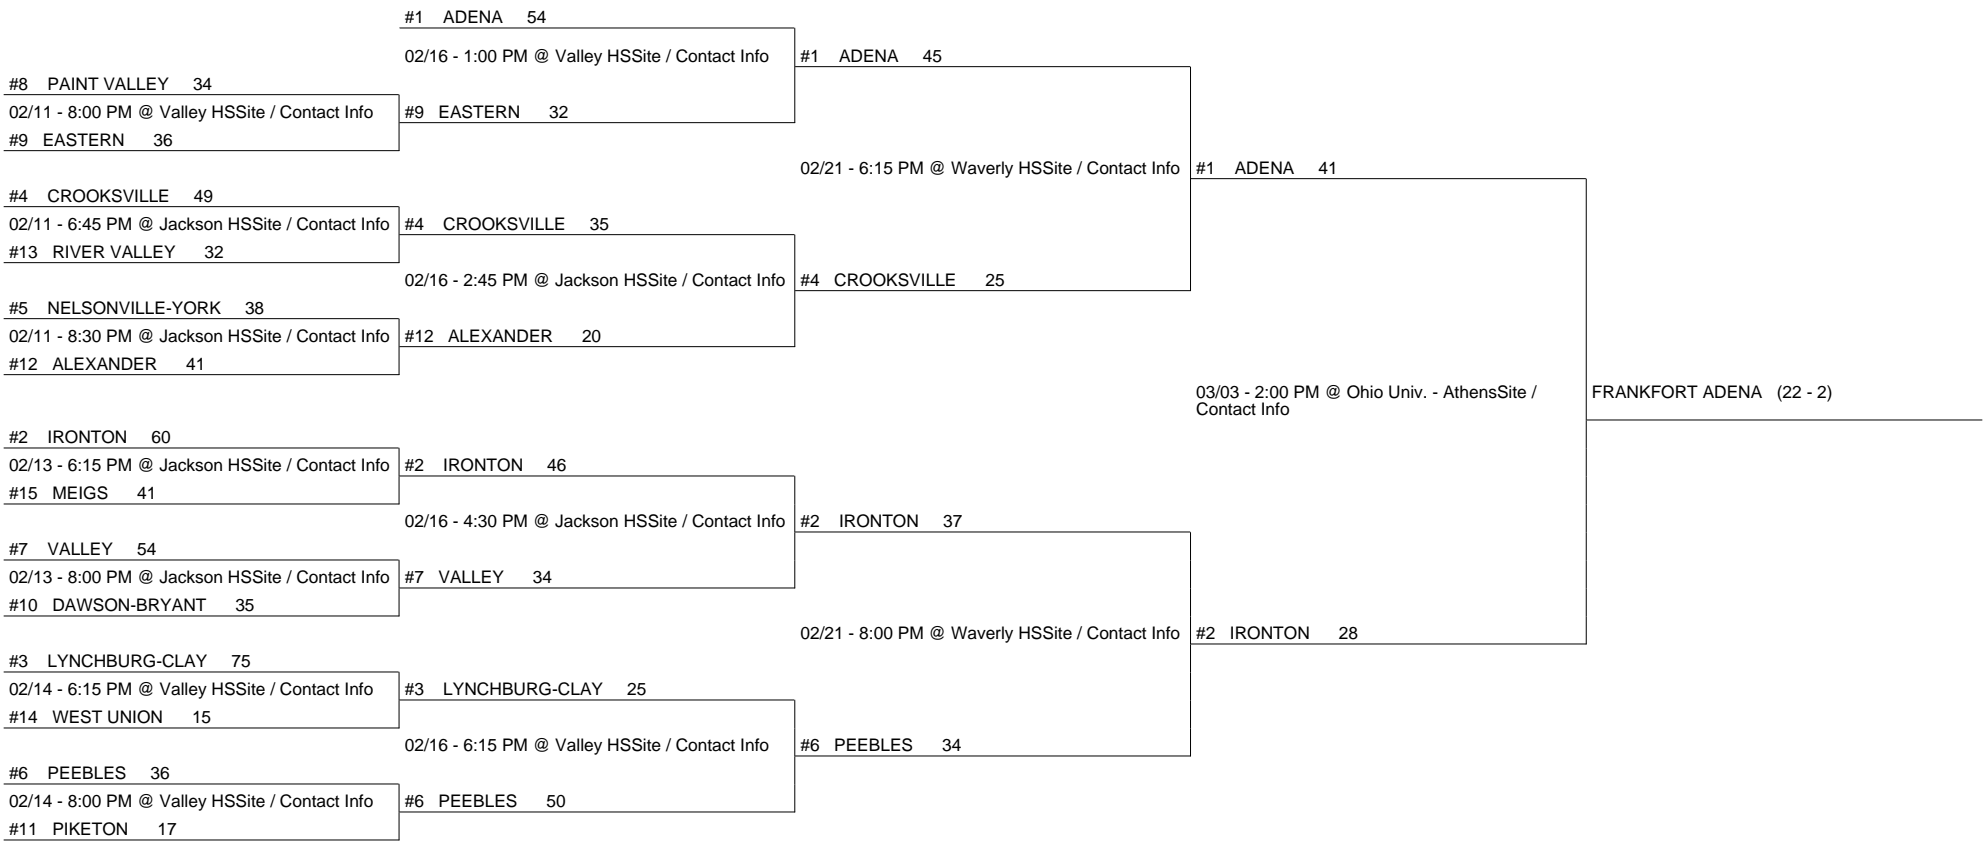 #1 ADENA 54
02/16 - 1:00 PM @ Valley HSSite / Contact Info
#1 ADENA 45
#8 PAINT VALLEY 34
02/11 - 8:00 PM @ Valley HSSite / Contact Info
#9 EASTERN 32
#9 EASTERN 36
02/21 - 6:15 PM @ Waverly HSSite / Contact Info
#1 ADENA 41
#4 CROOKSVILLE 49
02/11 - 6:45 PM @ Jackson HSSite / Contact Info
#4 CROOKSVILLE 35
#13 RIVER VALLEY 32
02/16 - 2:45 PM @ Jackson HSSite / Contact Info
#4 CROOKSVILLE 25
#5 NELSONVILLE-YORK 38
02/11 - 8:30 PM @ Jackson HSSite / Contact Info
#12 ALEXANDER 20
#12 ALEXANDER 41
03/03 - 2:00 PM @ Ohio Univ. - AthensSite /
Contact Info
FRANKFORT ADENA (22 - 2)
#2 IRONTON 60
02/13 - 6:15 PM @ Jackson HSSite / Contact Info
#2 IRONTON 46
#15 MEIGS 41
02/16 - 4:30 PM @ Jackson HSSite / Contact Info
#2 IRONTON 37
#7 VALLEY 54
02/13 - 8:00 PM @ Jackson HSSite / Contact Info
#7 VALLEY 34
#10 DAWSON-BRYANT 35
02/21 - 8:00 PM @ Waverly HSSite / Contact Info
#2 IRONTON 28
#3 LYNCHBURG-CLAY 75
02/14 - 6:15 PM @ Valley HSSite / Contact Info
#3 LYNCHBURG-CLAY 25
#14 WEST UNION 15
02/16 - 6:15 PM @ Valley HSSite / Contact Info
#6 PEEBLES 34
#6 PEEBLES 36
02/14 - 8:00 PM @ Valley HSSite / Contact Info
#6 PEEBLES 50
#11 PIKETON 17